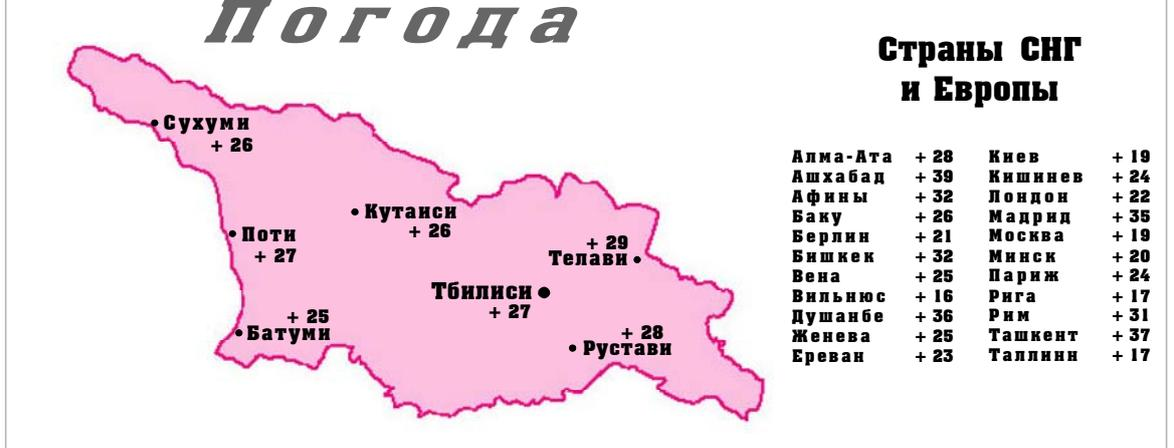 Погода
Сухуми
+ 26
Кутаиси
+ 26
Поти
+ 27
+ 29
Телави
Тбилиси
+ 27
+ 25
Батуми
+ 28
Рустави
Страны СНГ
и Европы
Алма-Ата + 28
Ашхабад + 39
Афины + 32
Баку + 26
Берлин + 21
Бишкек + 32
Вена + 25
Вильнюс + 16
Душанбе + 36
Женева + 25
Ереван + 23
Киев + 19
Кишинев + 24
Лондон + 22
Мадрид + 35
Москва + 19
Минск + 20
Париж + 24
Рига + 17
Рим + 31
Ташкент + 37
Таллинн + 17